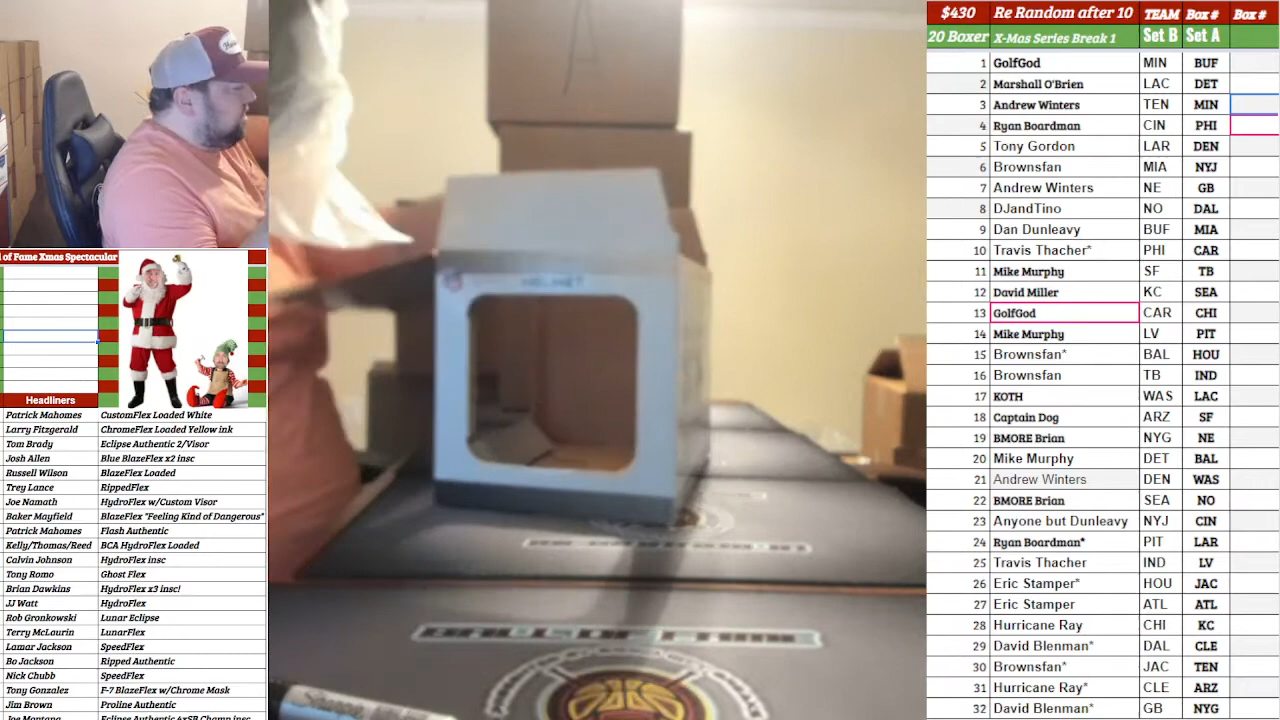 l of Fame Xmas Spectacular
Headliners
Patrick Mahomes CustomFlex Loaded White
Larry Fitzgerald ChromeFlex Loaded Yellow ink
Tom Brady Eclipse Authentic 2/Visor
Josh Allen Blue BlazeFlex x2 insc
Russell Wilson BlazeFlex Loaded
Trey Lance RippedFlex
Joe Namath HydroFlex w/Custom Visor
Baker Mayfield BlazeFlex "Feeling Kind of Dangerous"
Patrick Mahomes Flash Authentic
Kelly/Thomas/Reed BCA HydroFlex Loaded
Calvin Johnson HydroFlex insc
Tony Romo Ghost Flex
Brian Dawkins HydroFlex x3 insc!
JJ Watt HydroFlex
Rob Gronkowski Lunar Eclipse
Terry McLaurin LunarFlex
Lamar Jackson SpeedFlex
Bo Jackson Ripped Authentic
Nick Chubb SpeedFlex
Tony Gonzalez F-7 BlazeFlex w/Chrome Mask
Jim Brown Proline Authentic
Joe Montana Eclipse Authentic 4xSB Champ insc
HELMET
$430 Re Random after 10 TEAM Box # Box #
20 Boxer X-Mas Series Break 1 Set B Set A
1 GolfGod MIN BUF
2 Marshall O'Brien LAC DET
3 Andrew Winters TEN MIN
4 Ryan Boardman CIN PHI
5 Tony Gordon LAR DEN
6 Brownsfan MIA NYJ
7 Andrew Winters NE GB
8 DJandTino NO DAL
9 Dan Dunleavy BUF MIA
10 Travis Thacher* PHI CAR
11 Mike Murphy SF TB
12 David Miller KC SEA
13 GolfGod CAR CHI
14 Mike Murphy LV PIT
15 Brownsfan* BAL HOU
16 Brownsfan TB IND
17 KOTH WAS LAC
18 Captain Dog ARZ SF
19 BMORE Brian NYG NE
20 Mike Murphy DET BAL
21 Andrew Winters DEN WAS
22 BMORE Brian SEA NO
23 Anyone but Dunleavy NYJ CIN
24 Ryan Boardman* PIT LAR
25 Travis Thacher IND LV
26 Eric Stamper* HOU JAC
27 Eric Stamper ATL ATL
28 Hurricane Ray CHI KC
29 David Blenman* DAL CLE
30 Brownsfan* JAC TEN
31 Hurricane Ray* CLE ARZ
32 David Blenman* GB NYG